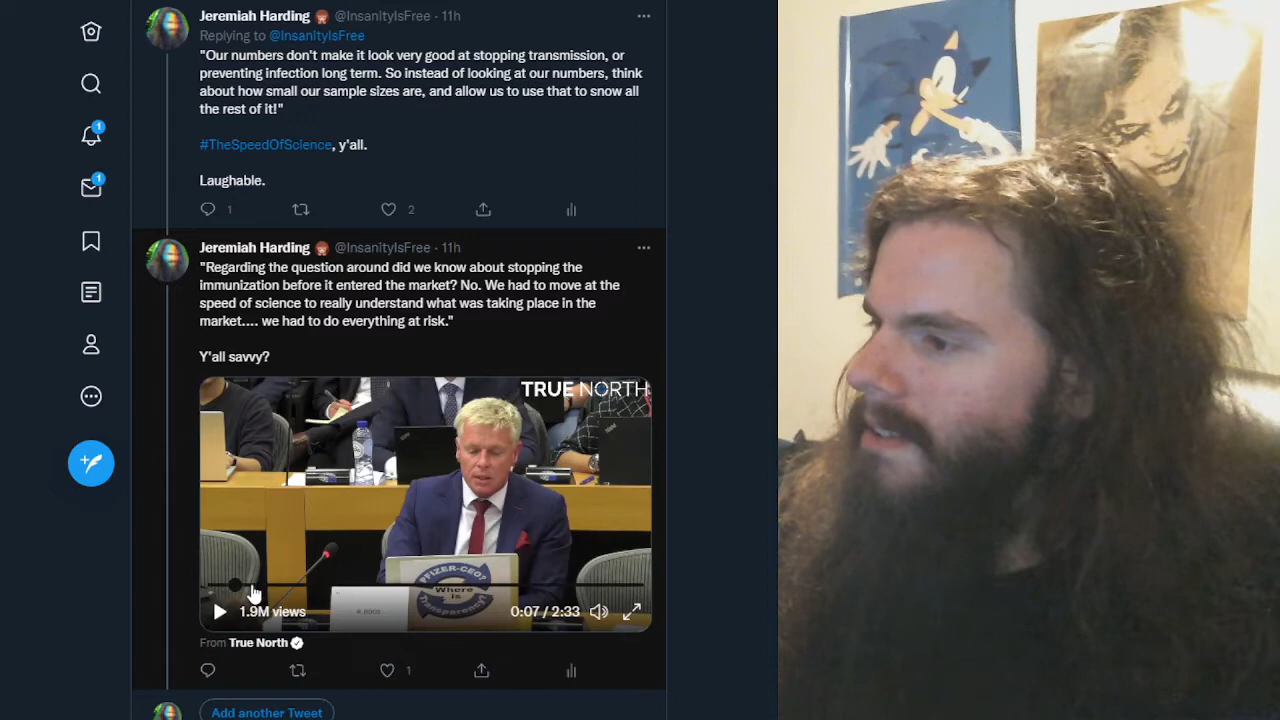 Jeremiah Harding @InsanityIsFree · 11h
Replying to @InsanityIsFree
"Our numbers don't make it look very good at stopping transmission, or
preventing infection long term. So instead of looking at our numbers, think
about how small our sample sizes are, and allow us to use that to snow all
the rest of it!"
#TheSpeedOfScience, y'all.
Laughable.
1 2
1
1
Jeremiah Harding @InsanityIsFree · 11h
"Regarding the question around did we know about stopping the
immunization before it entered the market? No. We had to move at the
speed of science to really understand what was taking place in the
market.... we had to do everything at risk."
Y'all savvy?
TRUE NORTH
PFIZER-CEO?
Where
is
Transparency?
1.9M views 0:07 / 2:33
From True North
1
Add another Tweet